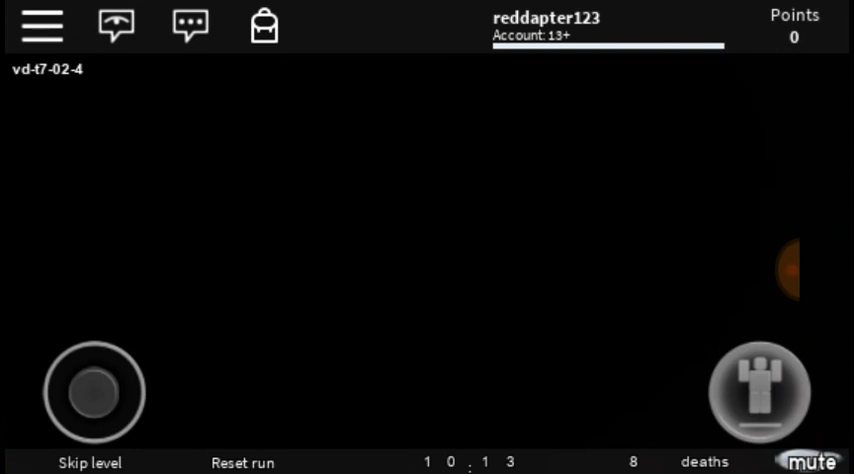 reddapter123
Account: 13+
Points
0
vd-t7-02-4
Skip level Reset run 10:13 8 deaths mute